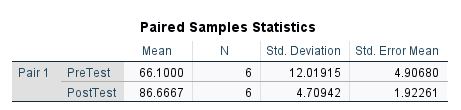 Paired Samples Statistics
Mean N Std. Deviation Std. Error Mean
Pair 1 PreTest 66.1000 6 12.01915 4.90680
PostTest 86.6667 6 4.70942 1.92261